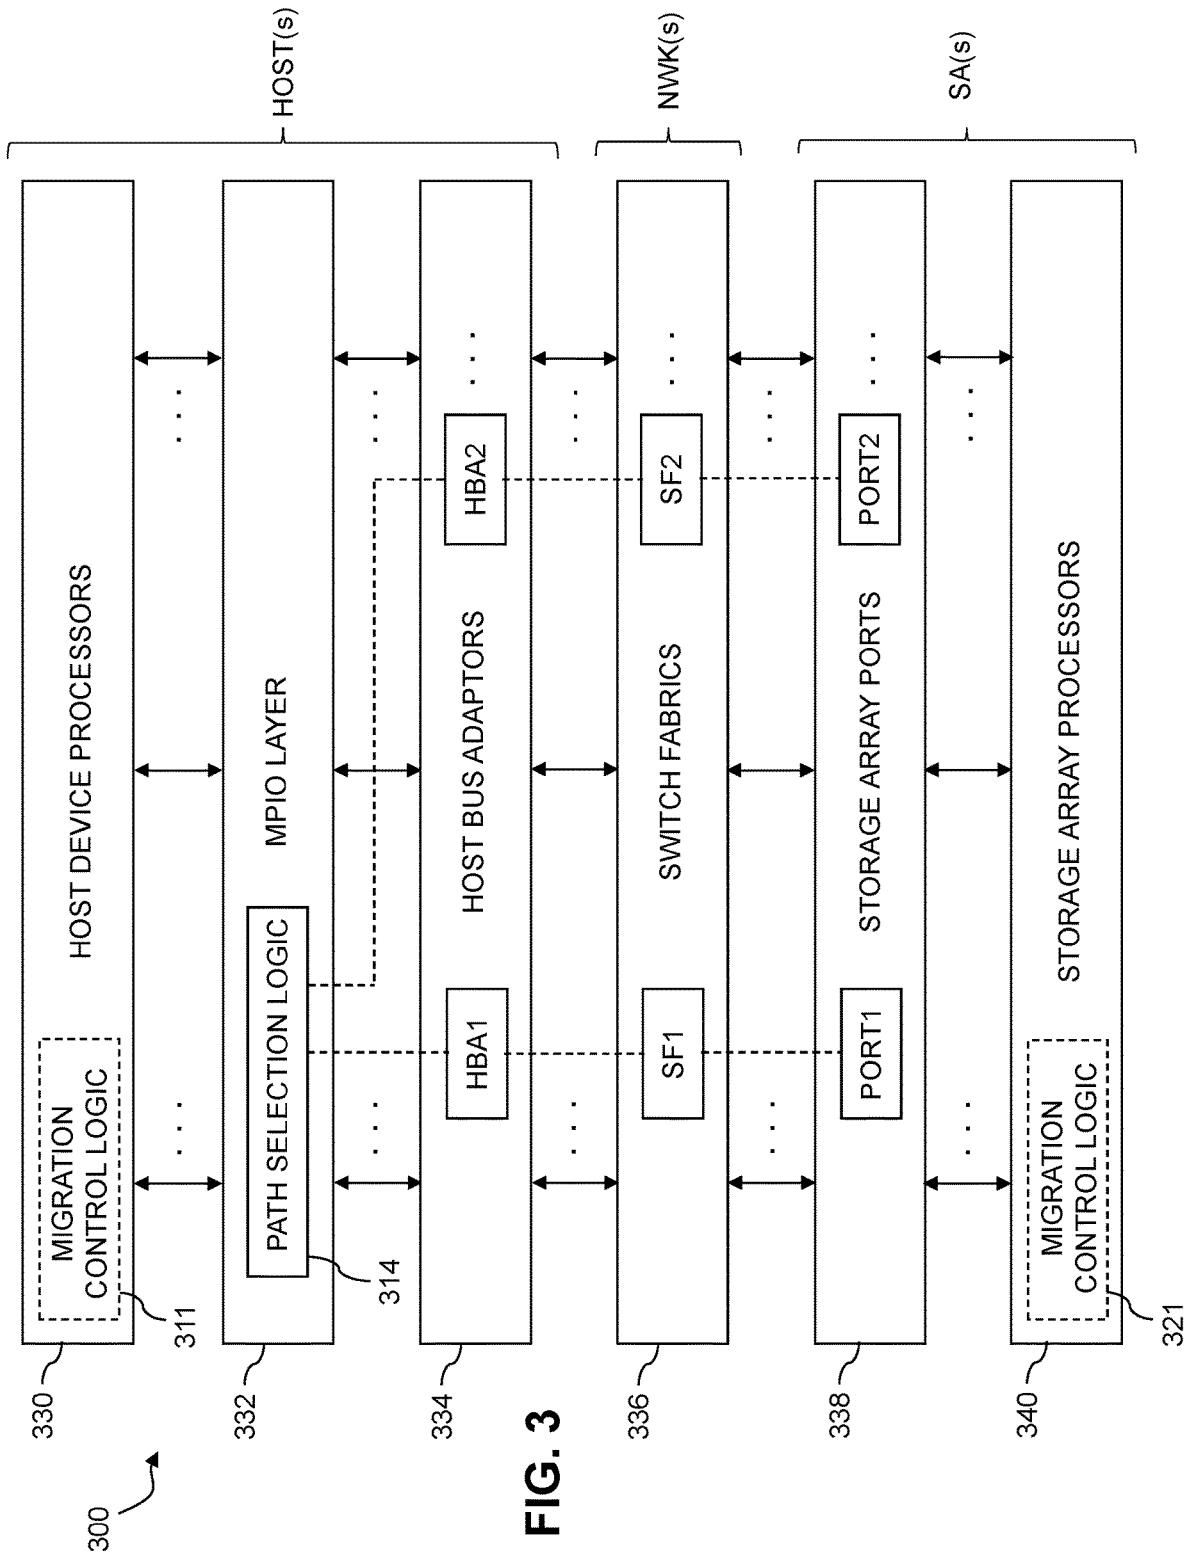 300
330
HOST DEVICE PROCESSORS
MIGRATION
CONTROL LOGIC
311
HOST(s)
332
MPIO LAYER
PATH SELECTION LOGIC
314
334
HBA1
HOST BUS ADAPTORS
HBA2
336
SF1
SWITCH FABRICS
SF2
NWK(s)
338
PORT1
STORAGE ARRAY PORTS
PORT2
SA(s)
340
MIGRATION
CONTROL LOGIC
321
STORAGE ARRAY PROCESSORS
FIG. 3